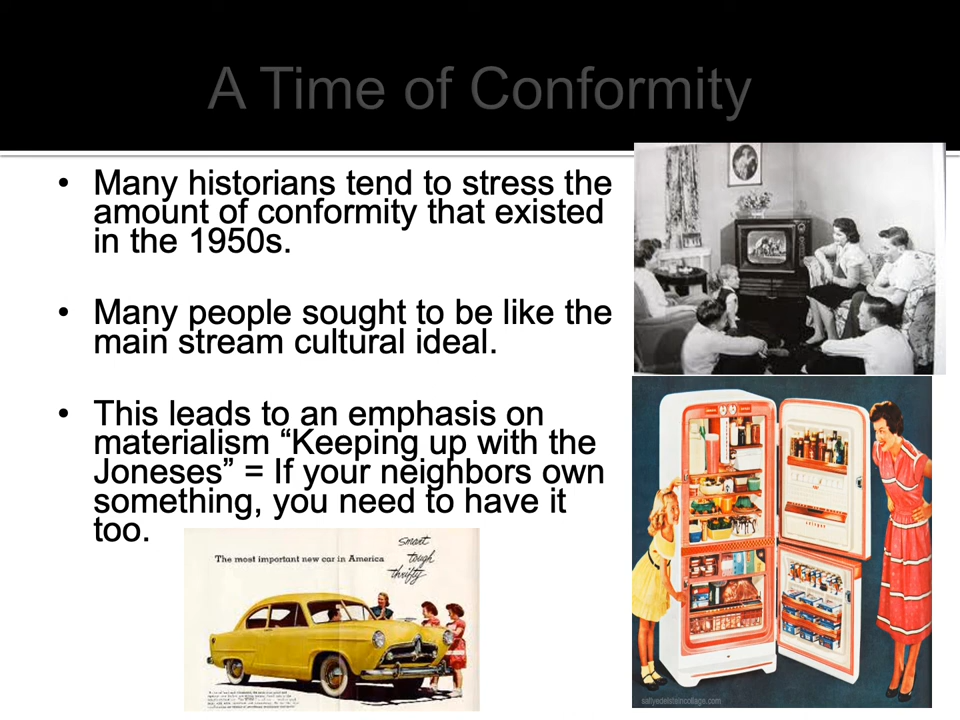 A Time of Conformity
• Many historians tend to stress the
amount of conformity that existed
in the 1950s.
• Many people sought to be like the
main stream cultural ideal.
• This leads to an emphasis on
materialism “Keeping up with the
Joneses” = If your neighbors own
something, you need to have it
too.
The most important new car in America
smart
tough
thrifty
sallyedelsteincollage.com